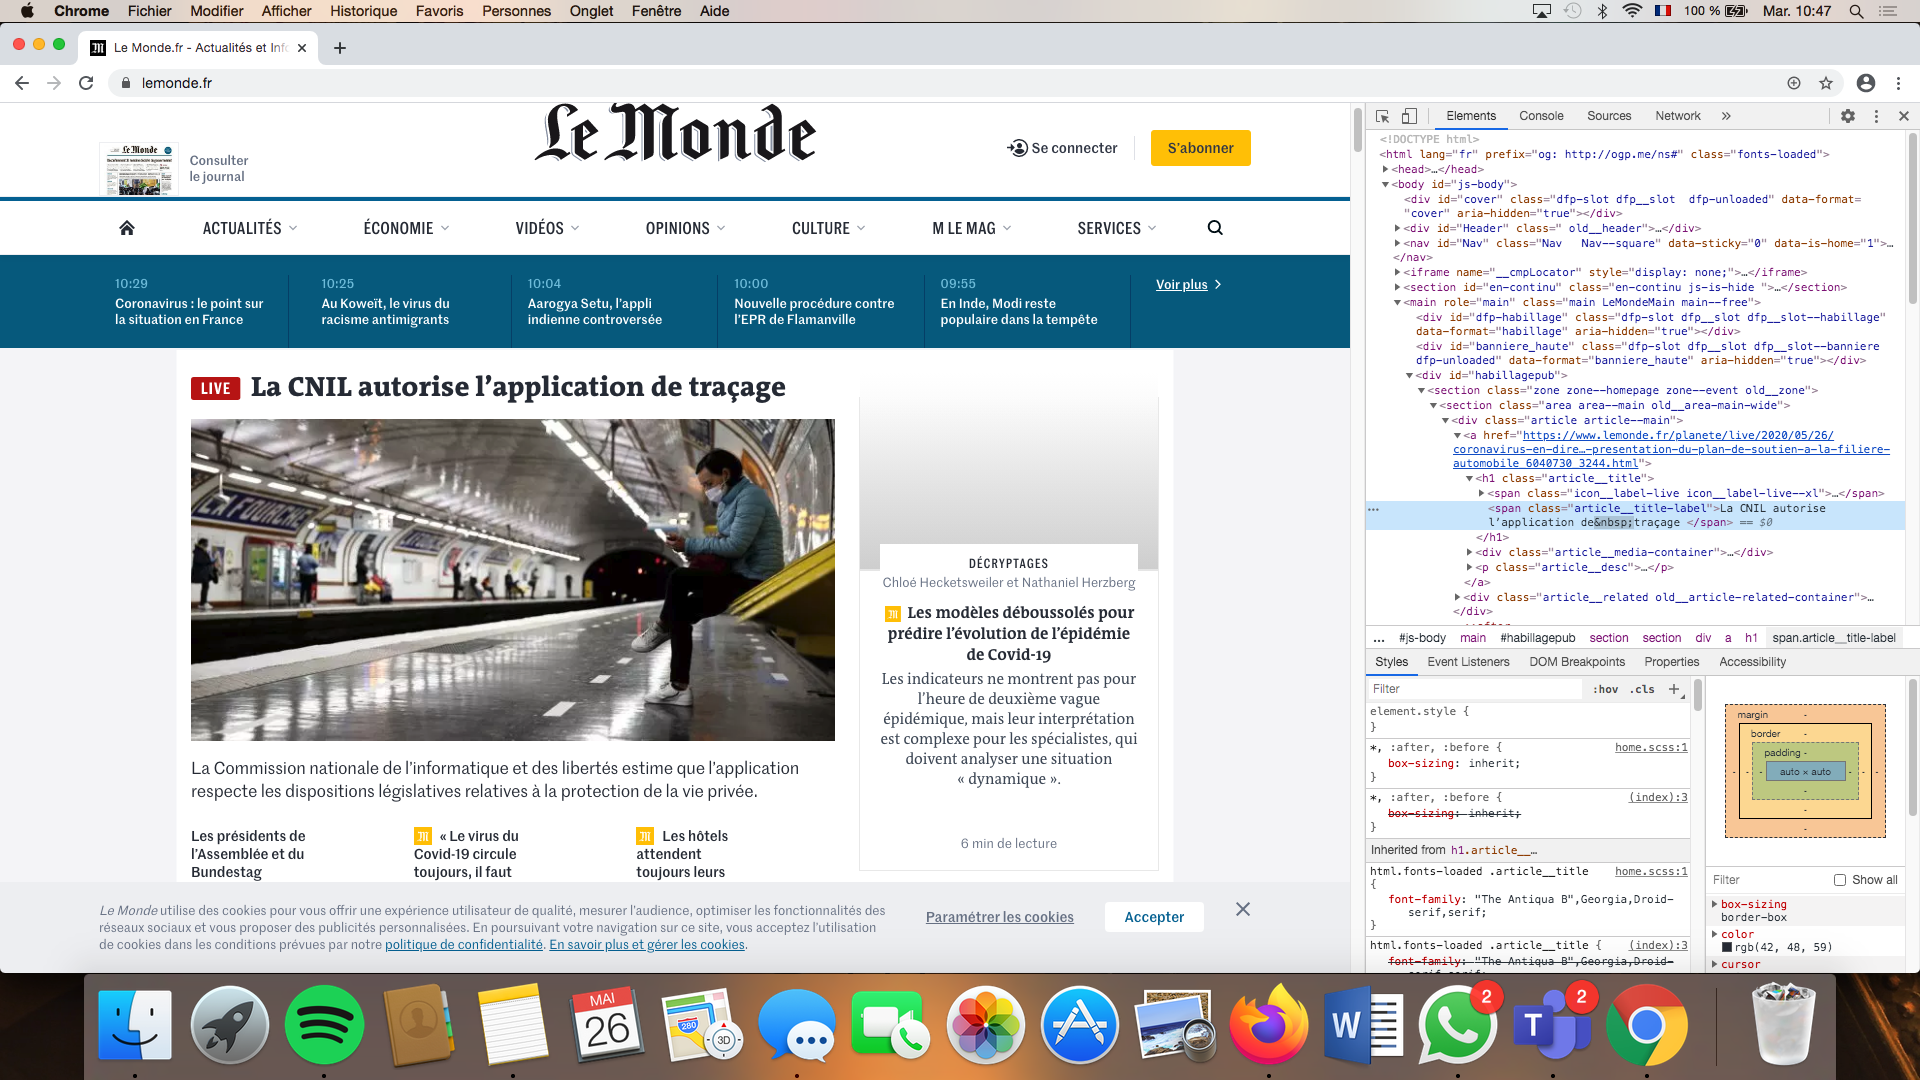 Chrome Fichier Modifier Afficher Historique Favoris Personnes Onglet Fenêtre Aide 100 % Mar. 10:47
Le Monde.fr - Actualités et Inf
lemonde.fr
Consulter
le journal
Le Monde
Se connecter
S'abonner
ACTUALITÉS ÉCONOMIE VIDÉOS OPINIONS CULTURE M LE MAG SERVICES
10:29
Coronavirus : le point sur
la situation en France
10:25
Au Koweït, le virus du
racisme antimigrants
10:04
Aarogya Setu, l'appli
indienne controversée
10:00
Nouvelle procédure contre
l'EPR de Flamanville
09:55
En Inde, Modi reste
populaire dans la tempête
Voir plus
LIVE La CNIL autorise l'application de traçage
La Commission nationale de l'informatique et des libertés estime que l'application
respecte les dispositions législatives relatives à la protection de la vie privée.
Les présidents de
l'Assemblée et du
Bundestag
« Le virus du
Covid-19 circule
toujours, il faut
Les hôtels
attendent
toujours leurs
DÉCRYPTAGES
Chloé Hecketsweiler et Nathaniel Herzberg
Les modèles déboussolés pour
prédire l'évolution de l'épidémie
de Covid-19
Les indicateurs ne montrent pas pour
l'heure de deuxième vague
épidémique, mais leur interprétation
est complexe pour les spécialistes, qui
doivent analyser une situation
« dynamique ».
6 min de lecture
Le Monde utilise des cookies pour vous offrir une expérience utilisateur de qualité, mesurer l'audience, optimiser les fonctionnalités des
réseaux sociaux et vous proposer des publicités personnalisées. En poursuivant votre navigation sur ce site, vous acceptez l'utilisation
de cookies dans les conditions prévues par notre politique de confidentialité. En savoir plus et gérer les cookies.
Paramétrer les cookies
Accepter
Elements Console Sources Network »
<!DOCTYPE html>
<html lang="fr" prefix="og: http://ogp.me/ns#" class="fonts-loaded">
<head>…</head>
<body id="js-body">
<div id="cover" class="dfp-slot dfp__slot dfp-unloaded" data-format=
"cover" aria-hidden="true"></div>
<div id="Header" class=" old__header">…</div>
<nav id="Nav" class="Nav Nav--square" data-sticky="0" data-is-home="1">…
</nav>
<iframe name="__cmpLocator" style="display: none;">…</iframe>
<section id="en-continu" class="en-continu js-is-hide ">…</section>
<main role="main" class="main LeMondeMain main--free">
<div id="dfp-habillage" class="dfp-slot dfp__slot dfp__slot--habillage"
data-format="habillage" aria-hidden="true"></div>
<div id="banniere_haute" class="dfp-slot dfp__slot dfp__slot--banniere
dfp-unloaded" data-format="banniere_haute" aria-hidden="true"></div>
<div id="habillagepub">
<section class="zone zone--homepage zone--event old__zone">
<section class="area area--main old__area-main-wide">
<div class="article article--main">
<a href="https://www.lemonde.fr/planete/live/2020/05/26/
coronavirus-en-dire…-presentation-du-plan-de-soutien-a-la-filiere-
automobile_6040730_3244.html">
<h1 class="article__title">
<span class="icon__label-live icon__label-live--xl">…</span>
<span class="article__title-label">La CNIL autorise
l'application de&nbsp;traçage </span> == $0
</h1>
<div class="article__media-container">…</div>
<p class="article__desc">…</p>
</a>
<div class="article__related old__article-related-container">…
</div>
::after
… #js-body main #habillagepub section section div a h1 span.article__title-label
Styles Event Listeners DOM Breakpoints Properties Accessibility
Filter :hov .cls +
element.style {
}
*, :after, :before { home.scss:1
box-sizing: inherit;
}
*, :after, :before { (index):3
box-sizing: inherit;
}
Inherited from h1.article__…
html.fonts-loaded .article__title home.scss:1
{
font-family: "The Antiqua B",Georgia,Droid-
serif,serif;
}
html.fonts-loaded .article__title { (index):3
font-family: "The Antiqua B",Georgia,Droid-
margin -
border -
padding -
auto × auto
Filter Show all
box-sizing
border-box
color
rgb(42, 48, 59)
cursor
MAI
26
280
3D
W
2
T
2